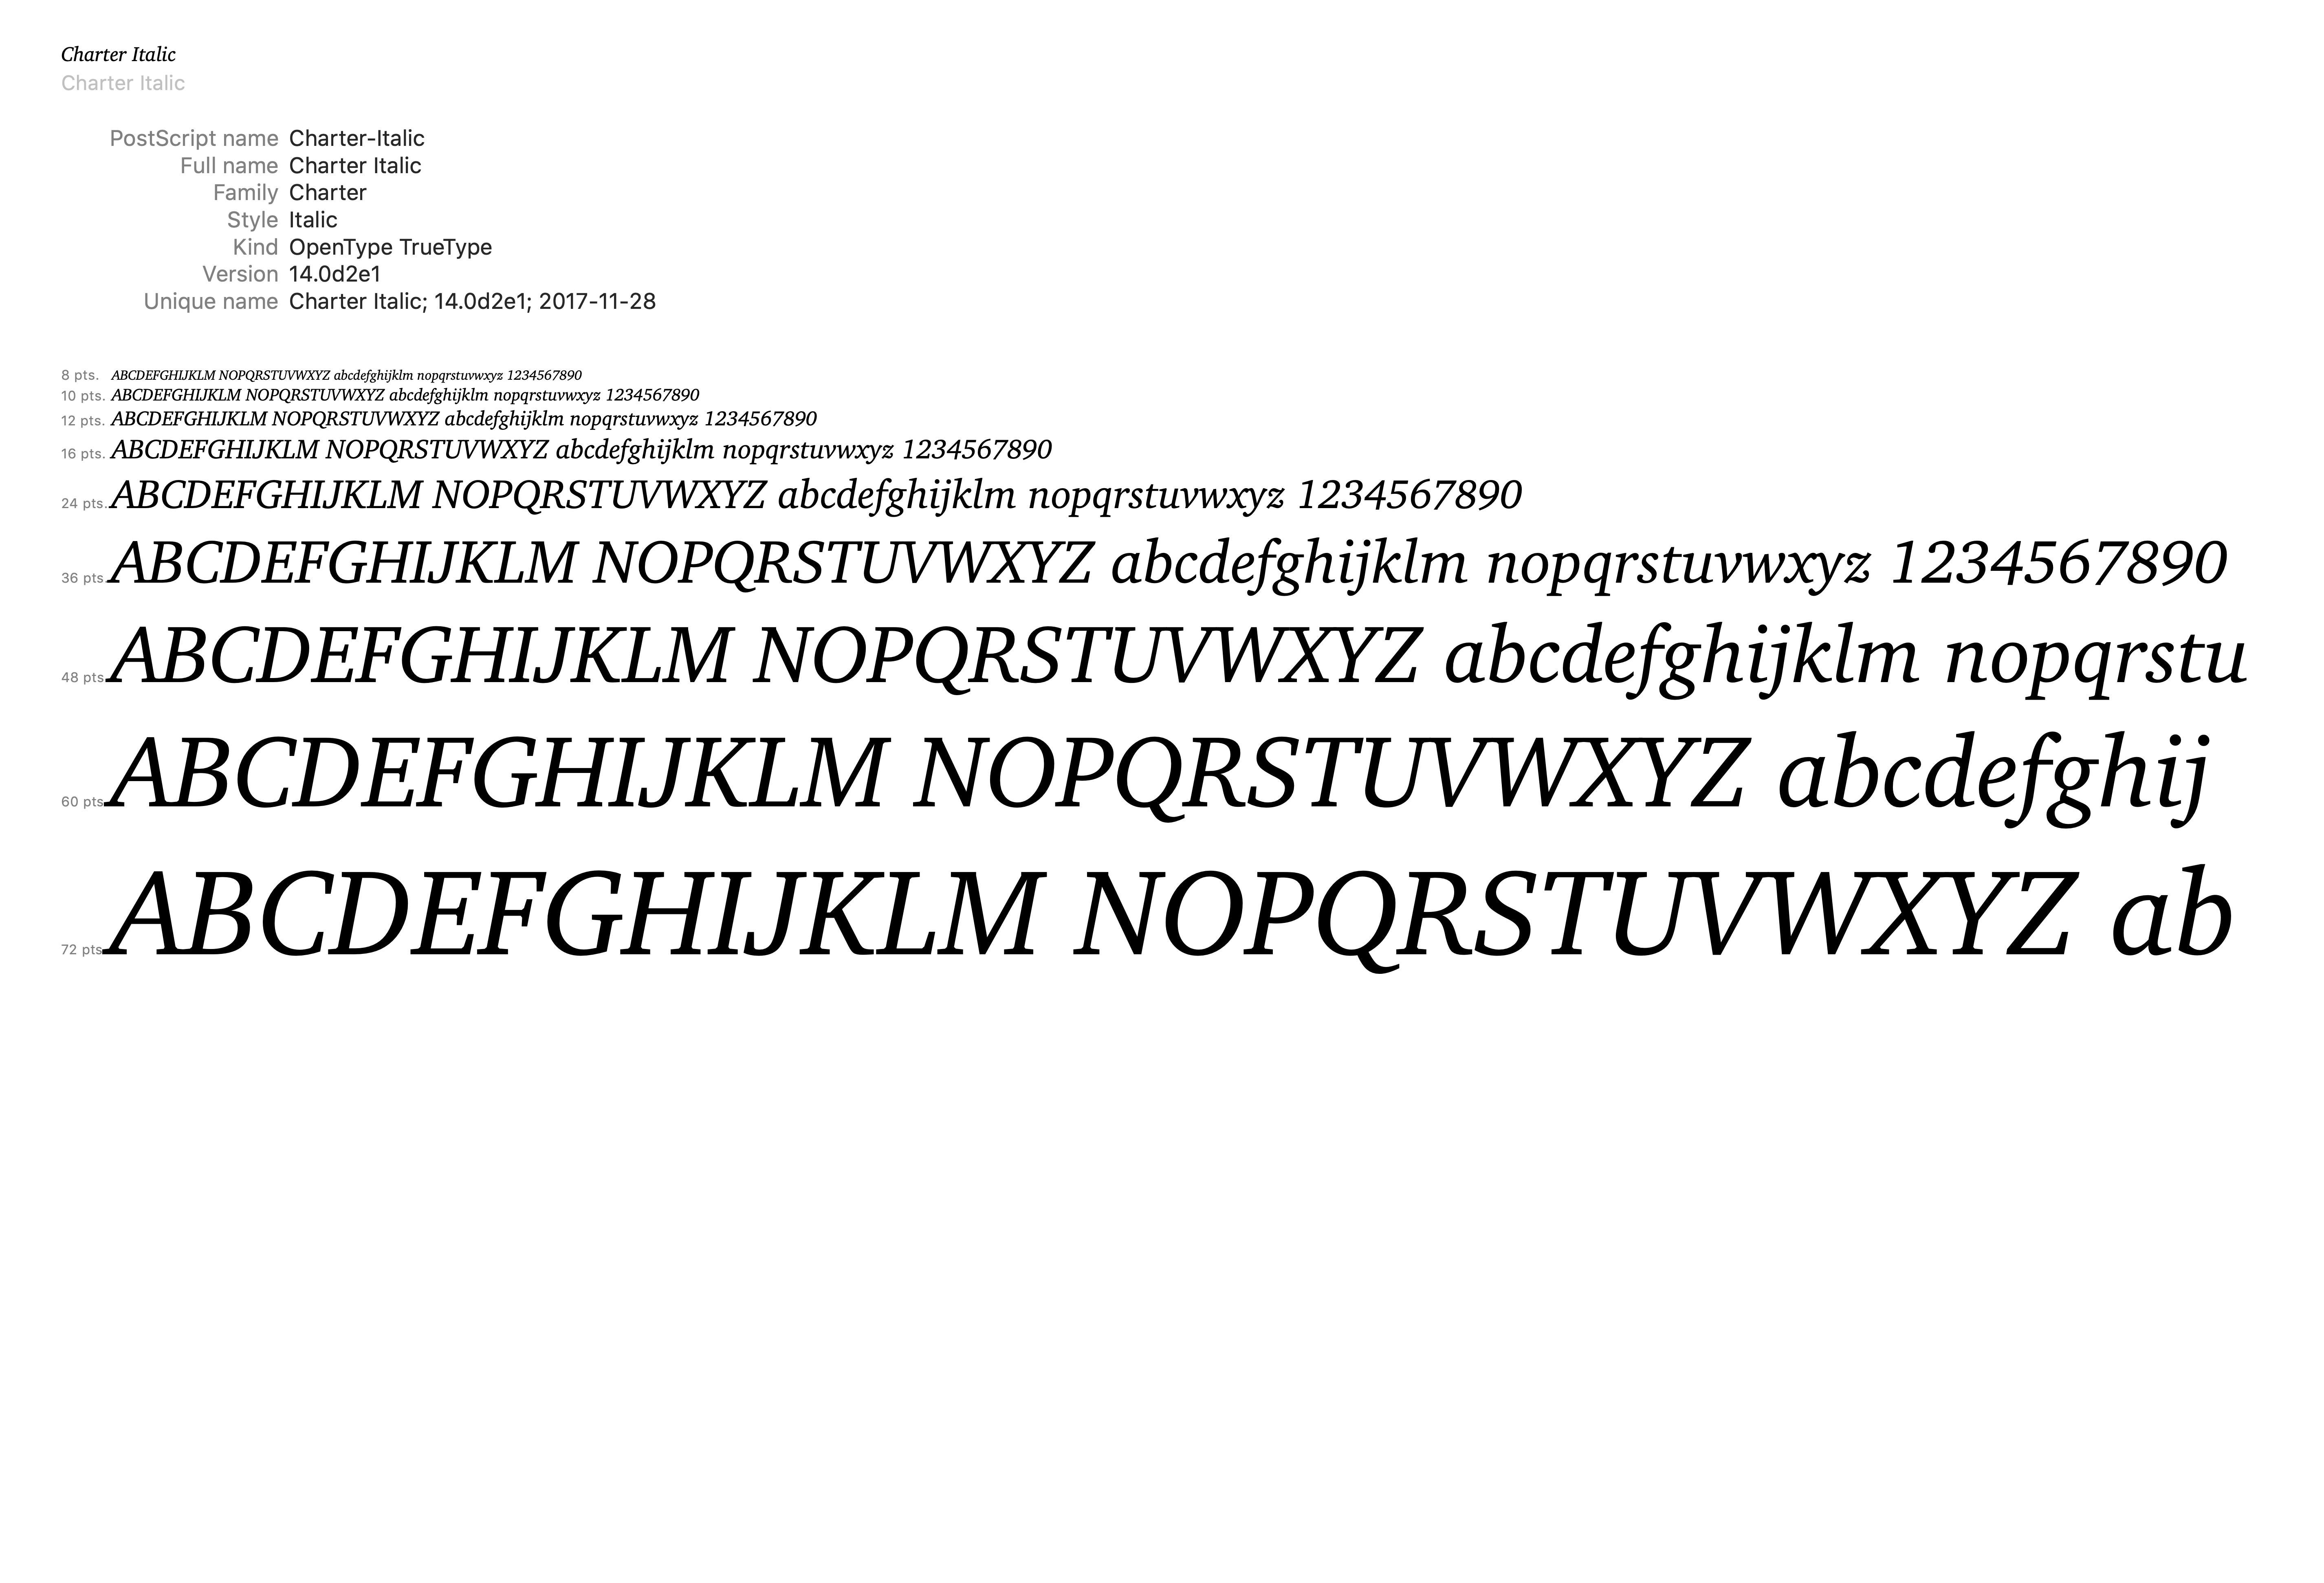 Charter Italic
Charter Italic
PostScript name Charter-Italic
Full name Charter Italic
Family Charter
Style Italic
Kind OpenType TrueType
Version 14.0d2e1
Unique name Charter Italic; 14.0d2e1; 2017-11-28
8 pts. ABCDEFGHIJKLM NOPQRSTUVWXYZ abcdefghijklm nopqrstuvwxyz 1234567890
10 pts. ABCDEFGHIJKLM NOPQRSTUVWXYZ abcdefghijklm nopqrstuvwxyz 1234567890
12 pts. ABCDEFGHIJKLM NOPQRSTUVWXYZ abcdefghijklm nopqrstuvwxyz 1234567890
16 pts. ABCDEFGHIJKLM NOPQRSTUVWXYZ abcdefghijklm nopqrstuvwxyz 1234567890
24 pts. ABCDEFGHIJKLM NOPQRSTUVWXYZ abcdefghijklm nopqrstuvwxyz 1234567890
36 pts. ABCDEFGHIJKLM NOPQRSTUVWXYZ abcdefghijklm nopqrstuvwxyz 1234567890
48 pts. ABCDEFGHIJKLM NOPQRSTUVWXYZ abcdefghijklm nopqrstu
60 pts. ABCDEFGHIJKLM NOPQRSTUVWXYZ abcdefghij
72 pts. ABCDEFGHIJKLM NOPQRSTUVWXYZ ab